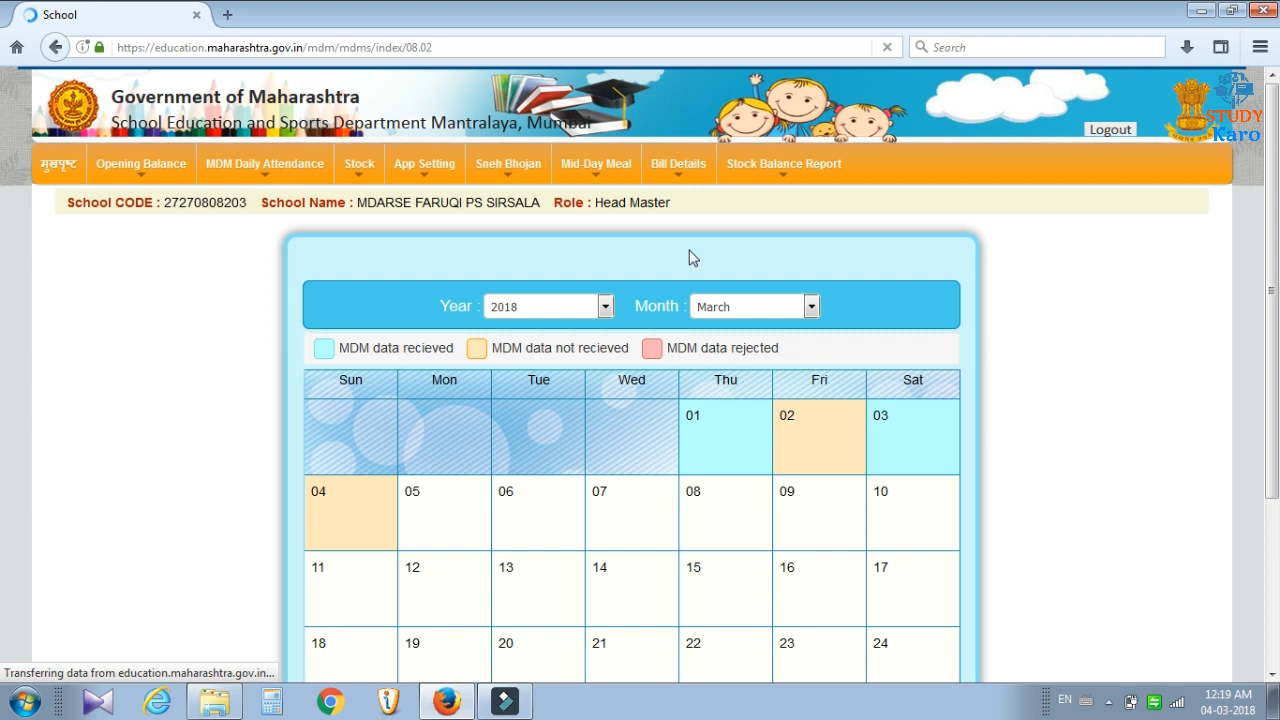 School
https://education.maharashtra.gov.in/mdm/mdms/index/08.02
Search
Government of Maharashtra
School Education and Sports Department Mantralaya, Mumbai
Logout
STUDY
Karo
मुखपृष्ट
Opening Balance
MDM Daily Attendance
Stock
App Setting
Sneh Bhojan
Mid-Day Meal
Bill Details
Stock Balance Report
School CODE : 27270808203 School Name : MDARSE FARUQI PS SIRSALA Role : Head Master
Year : 2018 Month : March
MDM data recieved MDM data not recieved MDM data rejected
Sun Mon Tue Wed Thu Fri Sat
01 02 03
04 05 06 07 08 09 10
11 12 13 14 15 16 17
18 19 20 21 22 23 24
Transferring data from education.maharashtra.gov.in...
EN
12:19 AM
04-03-2018